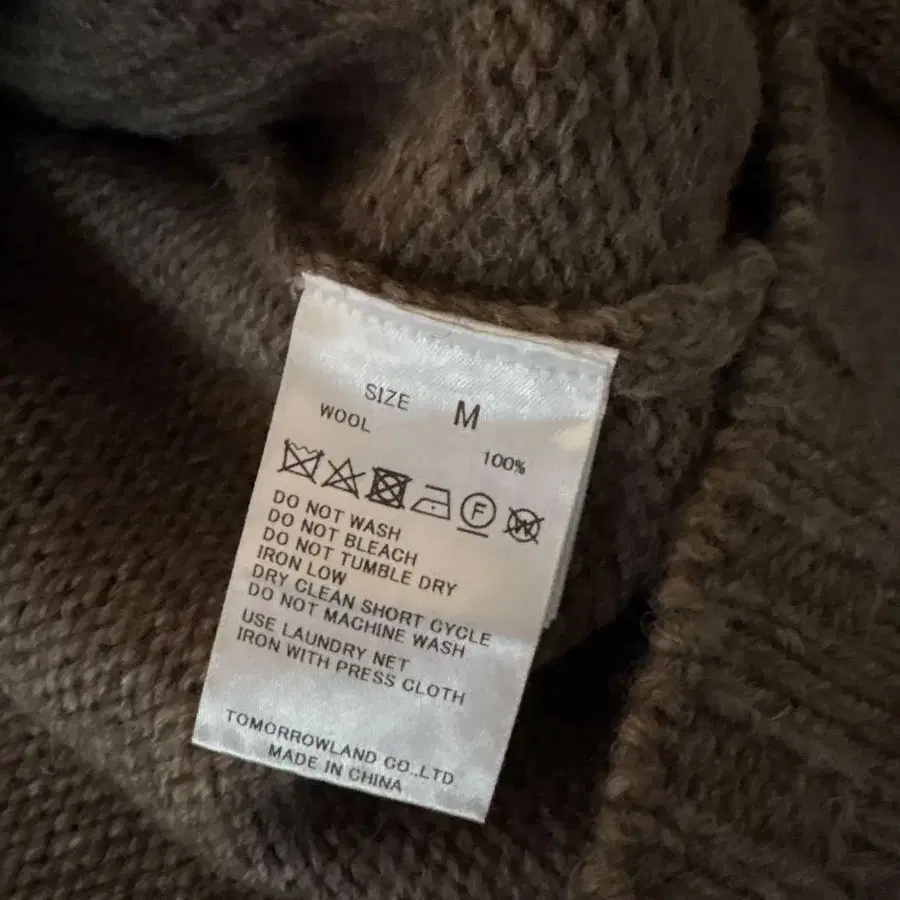 SIZE M
WOOL
100%
F W
DO NOT WASH
DO NOT BLEACH
DO NOT TUMBLE DRY
IRON LOW
DRY CLEAN SHORT CYCLE
DO NOT MACHINE WASH
USE LAUNDRY NET
IRON WITH PRESS CLOTH
TOMORROWLAND CO.,LTD
MADE IN CHINA